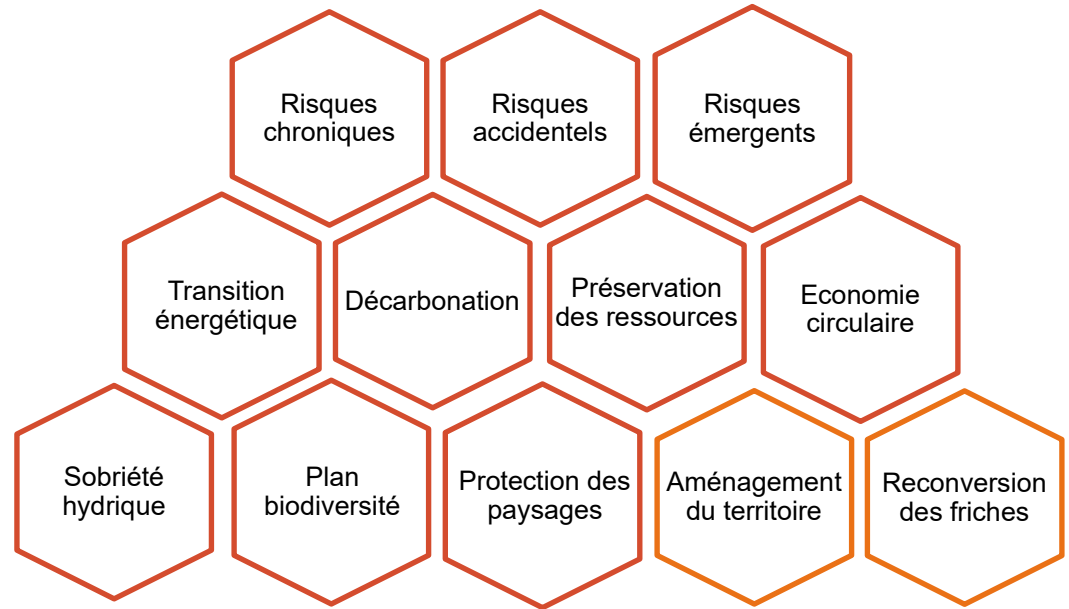 Risques
chroniques
Risques
accidentels
Risques
émergents
Transition
énergétique
Décarbonation
Préservation
des ressources
Economie
circulaire
Sobriété
hydrique
Plan
biodiversité
Protection des
paysages
Aménagement
du territoire
Reconversion
des friches